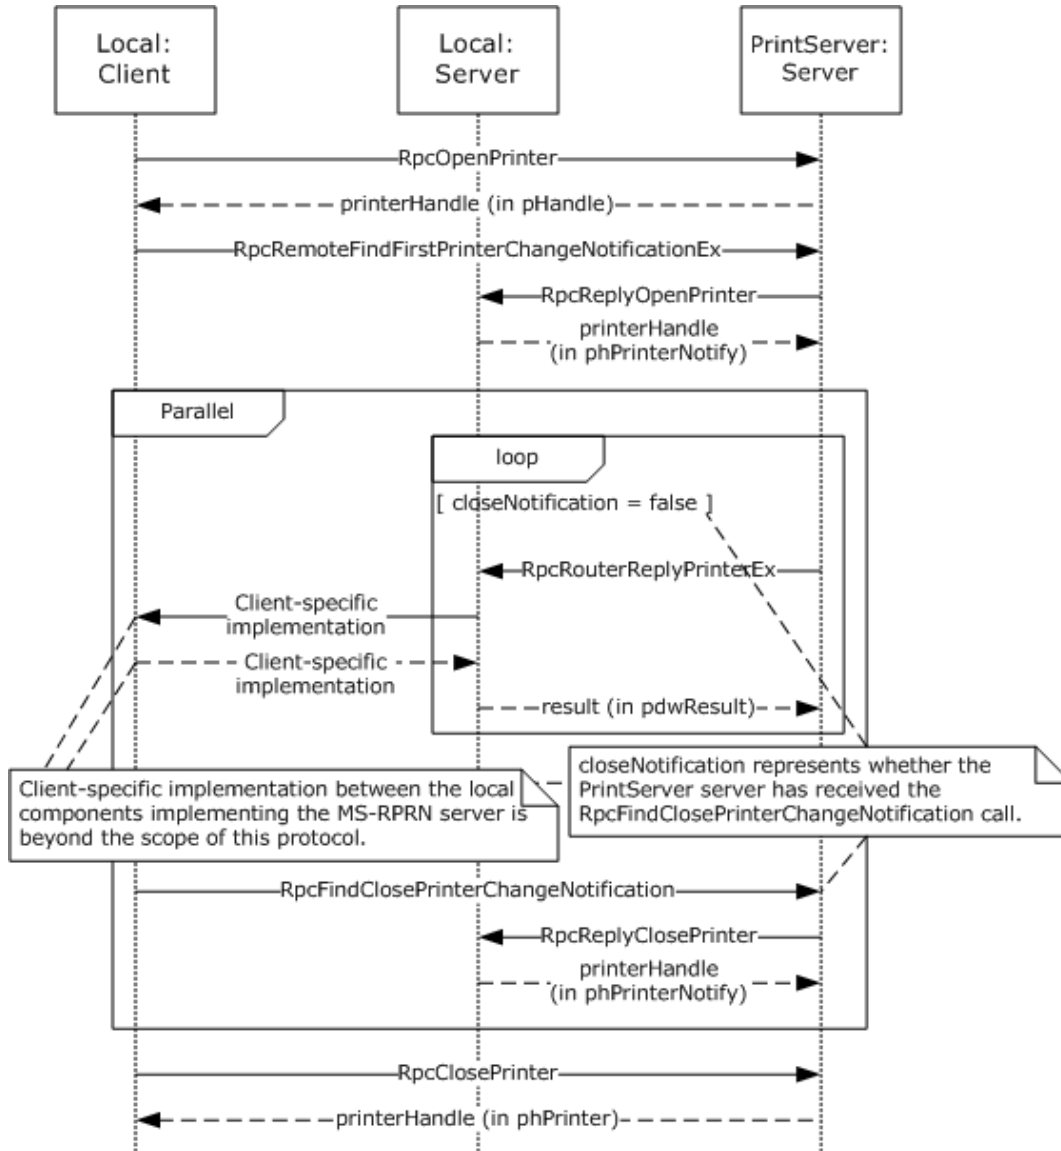 Local:
Client
Local:
Server
PrintServer:
Server
RpcOpenPrinter
printerHandle (in pHandle)
RpcRemoteFindFirstPrinterChangeNotificationEx
RpcReplyOpenPrinter
printerHandle
(in phPrinterNotify)
Parallel
loop
[ closeNotification = false ]
RpcRouterReplyPrinterEx
Client-specific
implementation
Client-specific
implementation
result (in pdwResult)
Client-specific implementation between the local
components implementing the MS-RPRN server is
beyond the scope of this protocol.
closeNotification represents whether the
PrintServer server has received the
RpcFindClosePrinterChangeNotification call.
RpcFindClosePrinterChangeNotification
RpcReplyClosePrinter
printerHandle
(in phPrinterNotify)
RpcClosePrinter
printerHandle (in phPrinter)